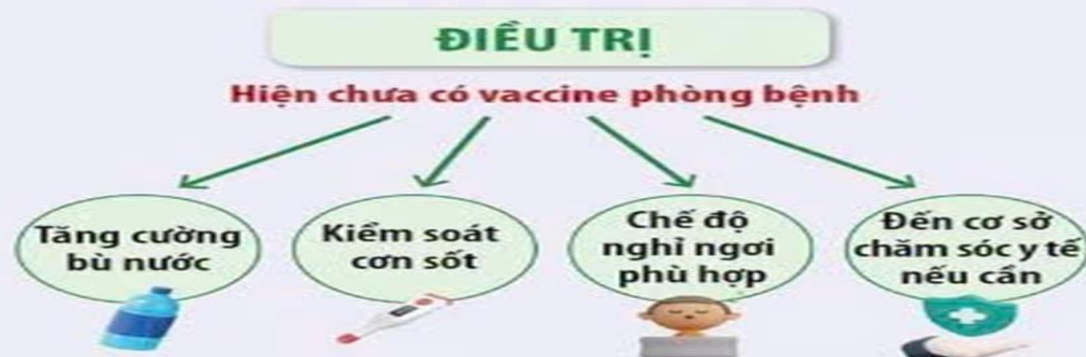 ĐIỀU TRỊ
Hiện chưa có vaccine phòng bệnh
Tăng cường
bù nước
Kiểm soát
cơn sốt
Chế độ
nghỉ ngơi
phù hợp
Đến cơ sở
chăm sóc y tế
nếu cần